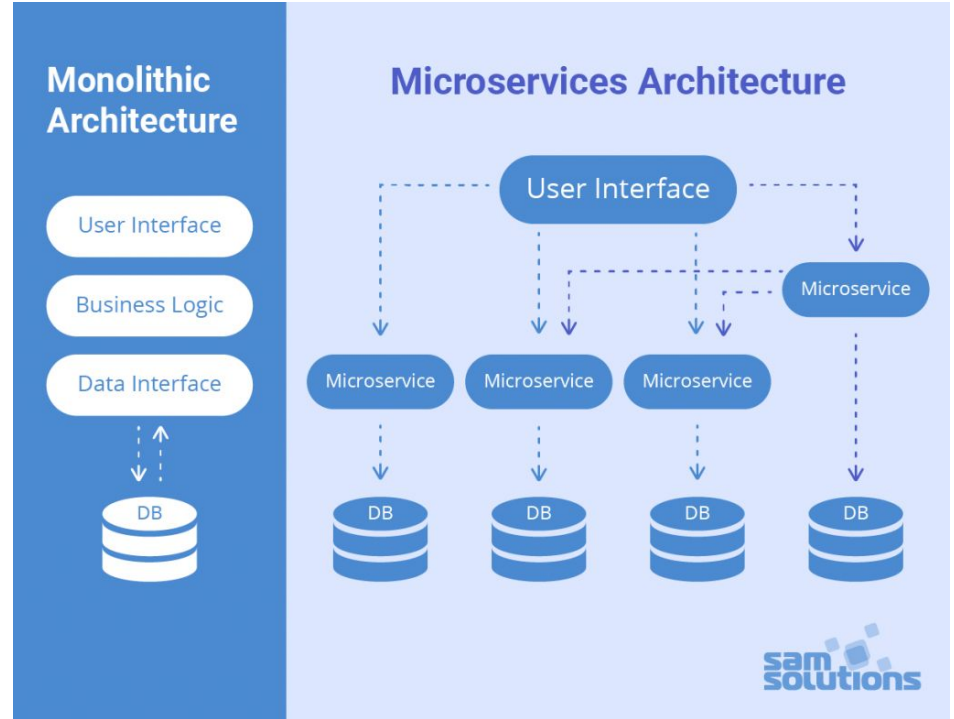 Monolithic
Architecture
User Interface
Business Logic
Data Interface
DB
Microservices Architecture
User Interface
Microservice
Microservice
Microservice
Microservice
DB
DB
DB
DB
sam
solutions